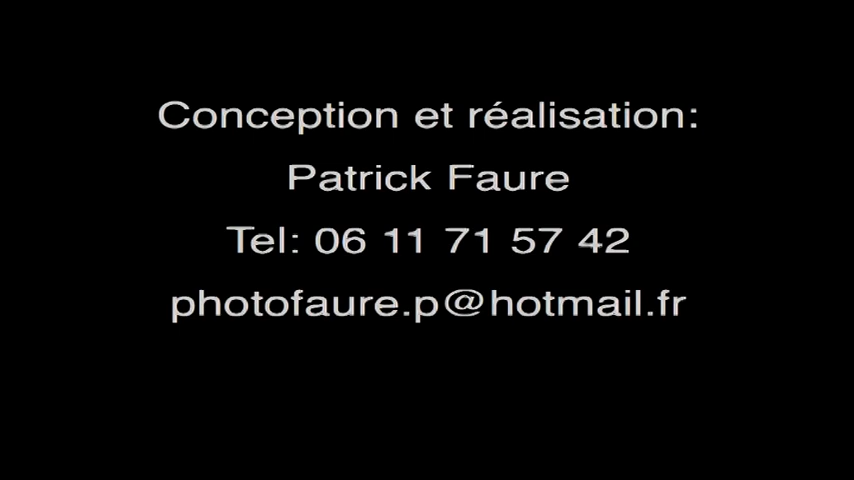 Conception et réalisation:
Patrick Faure
Tel: 06 11 71 57 42
photofaure.p@hotmail.fr